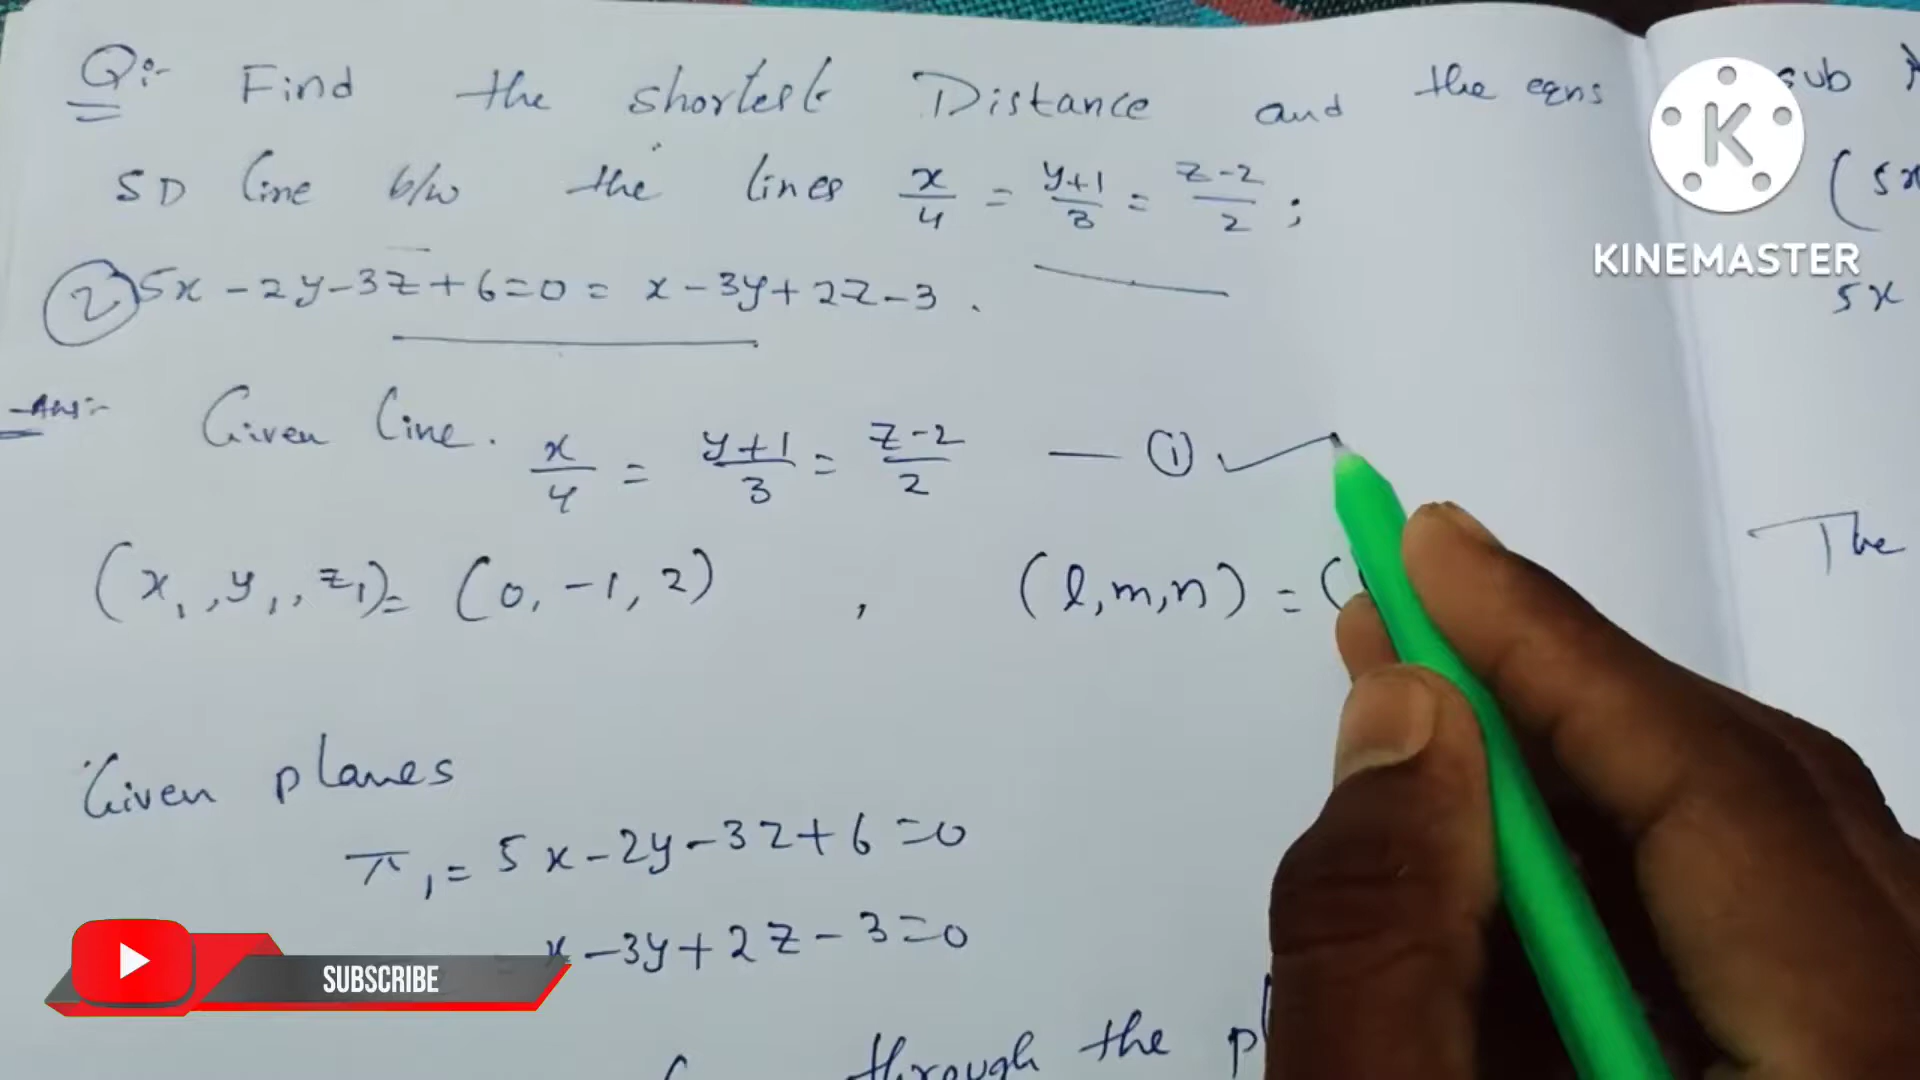 Q:- Find the shortest Distance and the eqns
SD line b/w the lines x/4 = y+1/3 = z-2/2 ;
② 5x - 2y - 3z + 6 = 0 = x - 3y + 2z - 3 .
Ans:- Given line. x/4 = y+1/3 = z-2/2 — ①
(x₁, y₁, z₁) = (0, -1, 2) , (l, m, n) = (
Given planes
π₁ = 5x - 2y - 3z + 6 = 0
= x - 3y + 2z - 3 = 0
through the
sub
(5x
5x
The
K
KINEMASTER
SUBSCRIBE